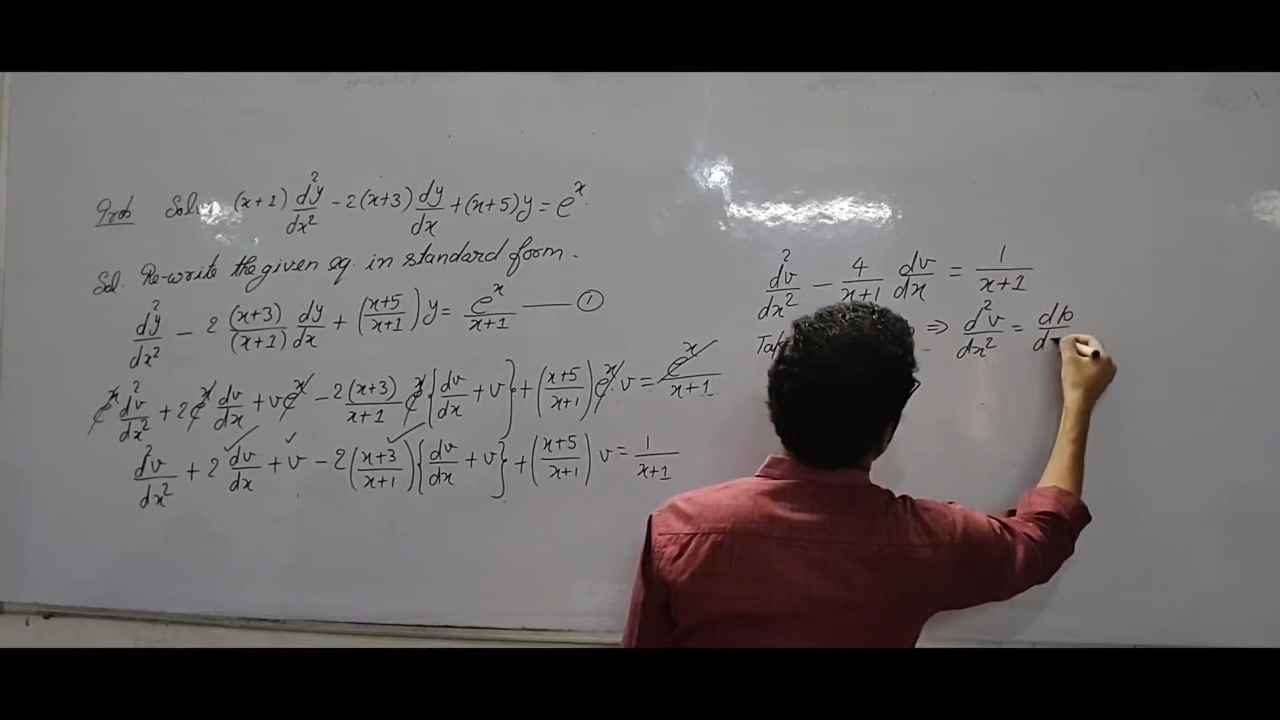 Prob Solve (x+1) d²y/dx² - 2(x+3) dy/dx + (x+5)y = e^x.
Sol. Re-write the given eq. in standard form.
d²y/dx² - 2 (x+3)/(x+1) dy/dx + ((x+5)/(x+1)) y = e^x/(x+1) —— ①
e^x d²v/dx² + 2e^x dv/dx + v e^x - 2(x+3)/(x+1) e^x {dv/dx + v} + ((x+5)/(x+1)) e^x. v = e^x/(x+1)
d²v/dx² + 2 dv/dx + v - 2((x+3)/(x+1)) {dv/dx + v} + ((x+5)/(x+1)) v = 1/(x+1)
d²v/dx² - 4/(x+1) dv/dx = 1/(x+1)
⇒ d²v/dx² = dp/d